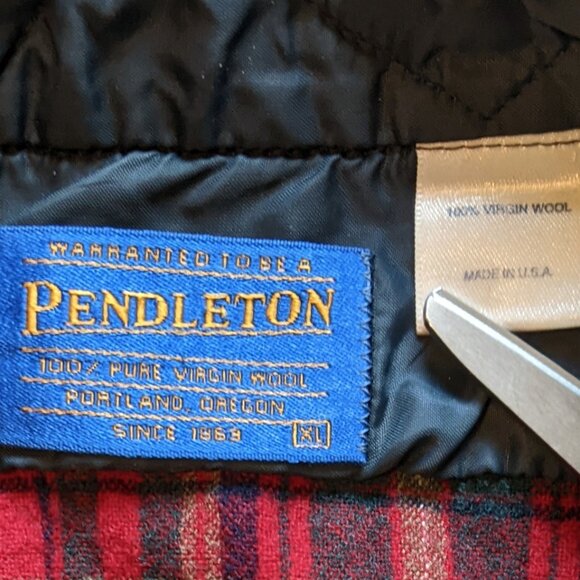 WARRANTED TO BE A
PENDLETON
100% PURE VIRGIN WOOL
PORTLAND, OREGON
SINCE 1863 XL
100% VIRGIN WOOL
MADE IN U.S.A.